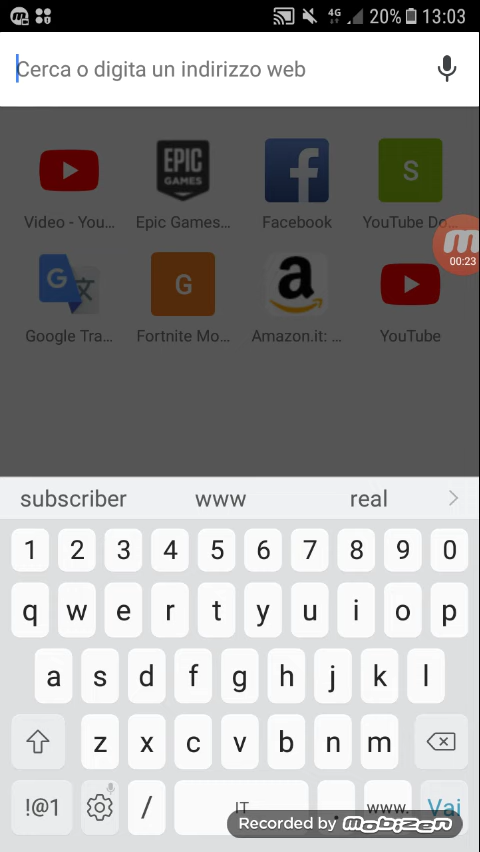 4G 20% 13:03
Cerca o digita un indirizzo web
EPIC GAMES
S
Video - You... Epic Games... Facebook YouTube Do...
00:23
G
G
a
Google Tra... Fortnite Mo... Amazon.it: ... YouTube
subscriber www real
1 2 3 4 5 6 7 8 9 0
q w e r t y u i o p
a s d f g h j k l
z x c v b n m
!@1 / IT . www. Vai
Recorded by mobizen